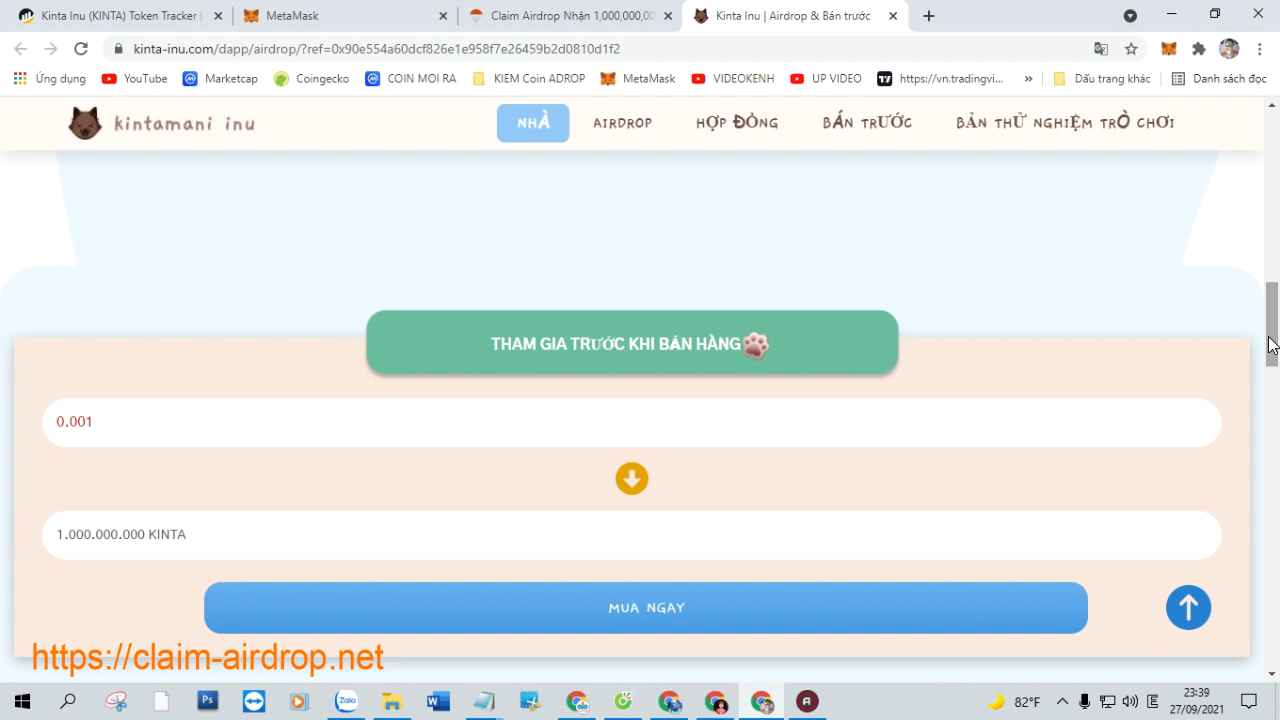 Kinta Inu (KINTA) Token Tracker |
MetaMask
Claim Airdrop Nhận 1,000,000,00
Kinta Inu | Airdrop & Bán trước
kinta-inu.com/dapp/airdrop/?ref=0x90e554a60dcf826e1e958f7e26459b2d0810d1f2
Ứng dụng
YouTube
Marketcap
Coingecko
COIN MOI RA
KIEM Coin ADROP
MetaMask
VIDEOKENH
UP VIDEO
https://vn.tradingvi...
»
Dấu trang khác
Danh sách đọc
kintamani inu
NHÀ
AIRDROP
HỢP ĐỒNG
BÁN TRƯỚC
BẢN THỬ NGHIỆM TRÒ CHƠI
THAM GIA TRƯỚC KHI BÁN HÀNG
0.001
1.000.000.000 KINTA
MUA NGAY
https://claim-airdrop.net
Ps
Zalo
W
A
82°F
E
23:39
27/09/2021